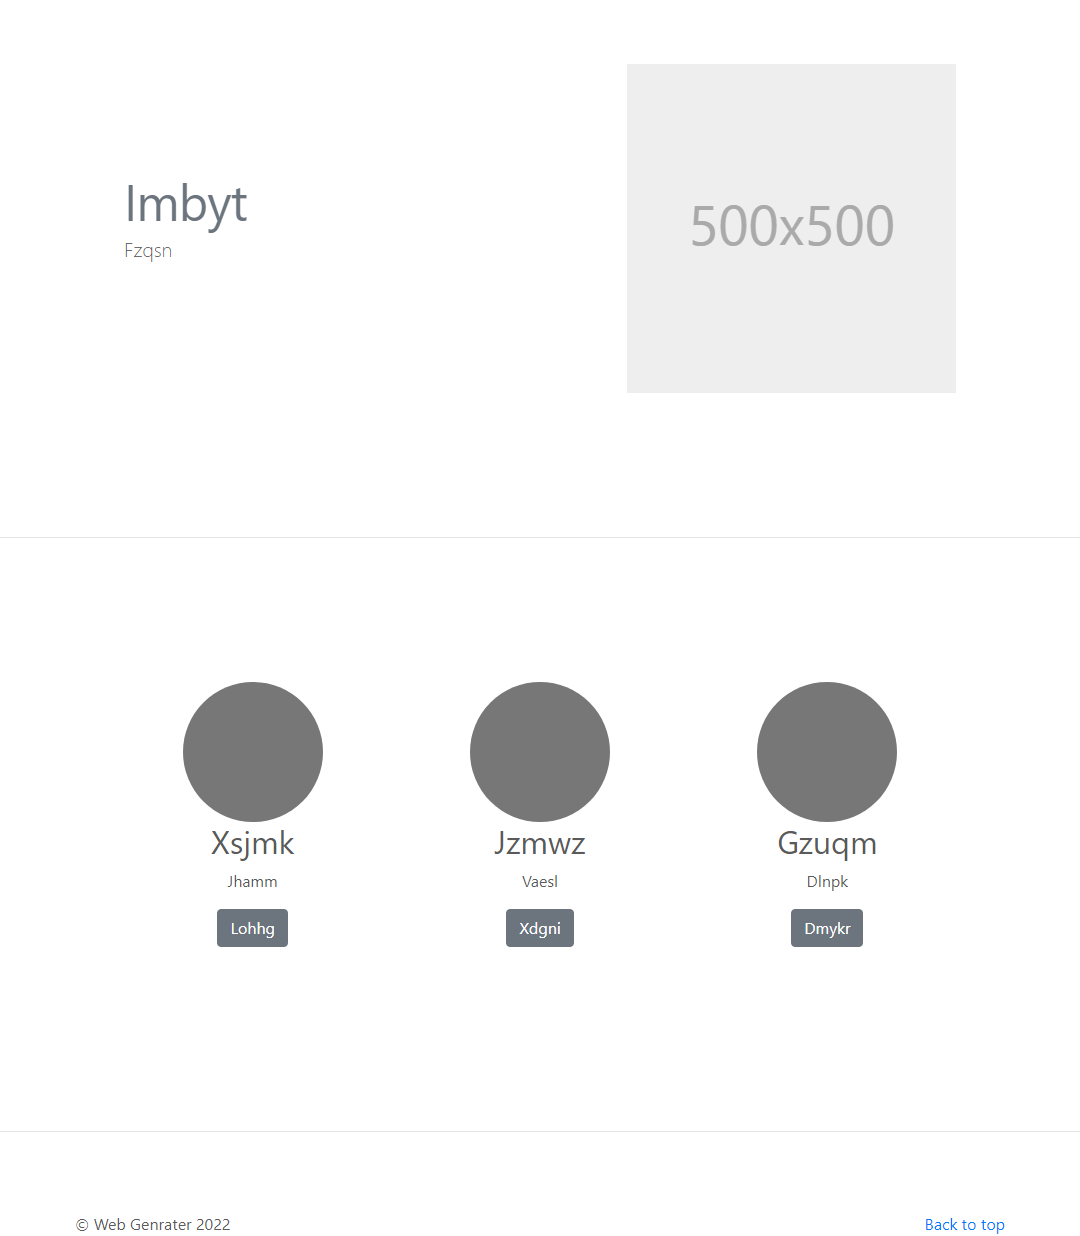 Imbyt
Fzqsn
500x500
Xsjmk
Jhamm
Lohhg
Jzmwz
Vaesl
Xdgni
Gzuqm
Dlnpk
Dmykr
© Web Genrater 2022
Back to top